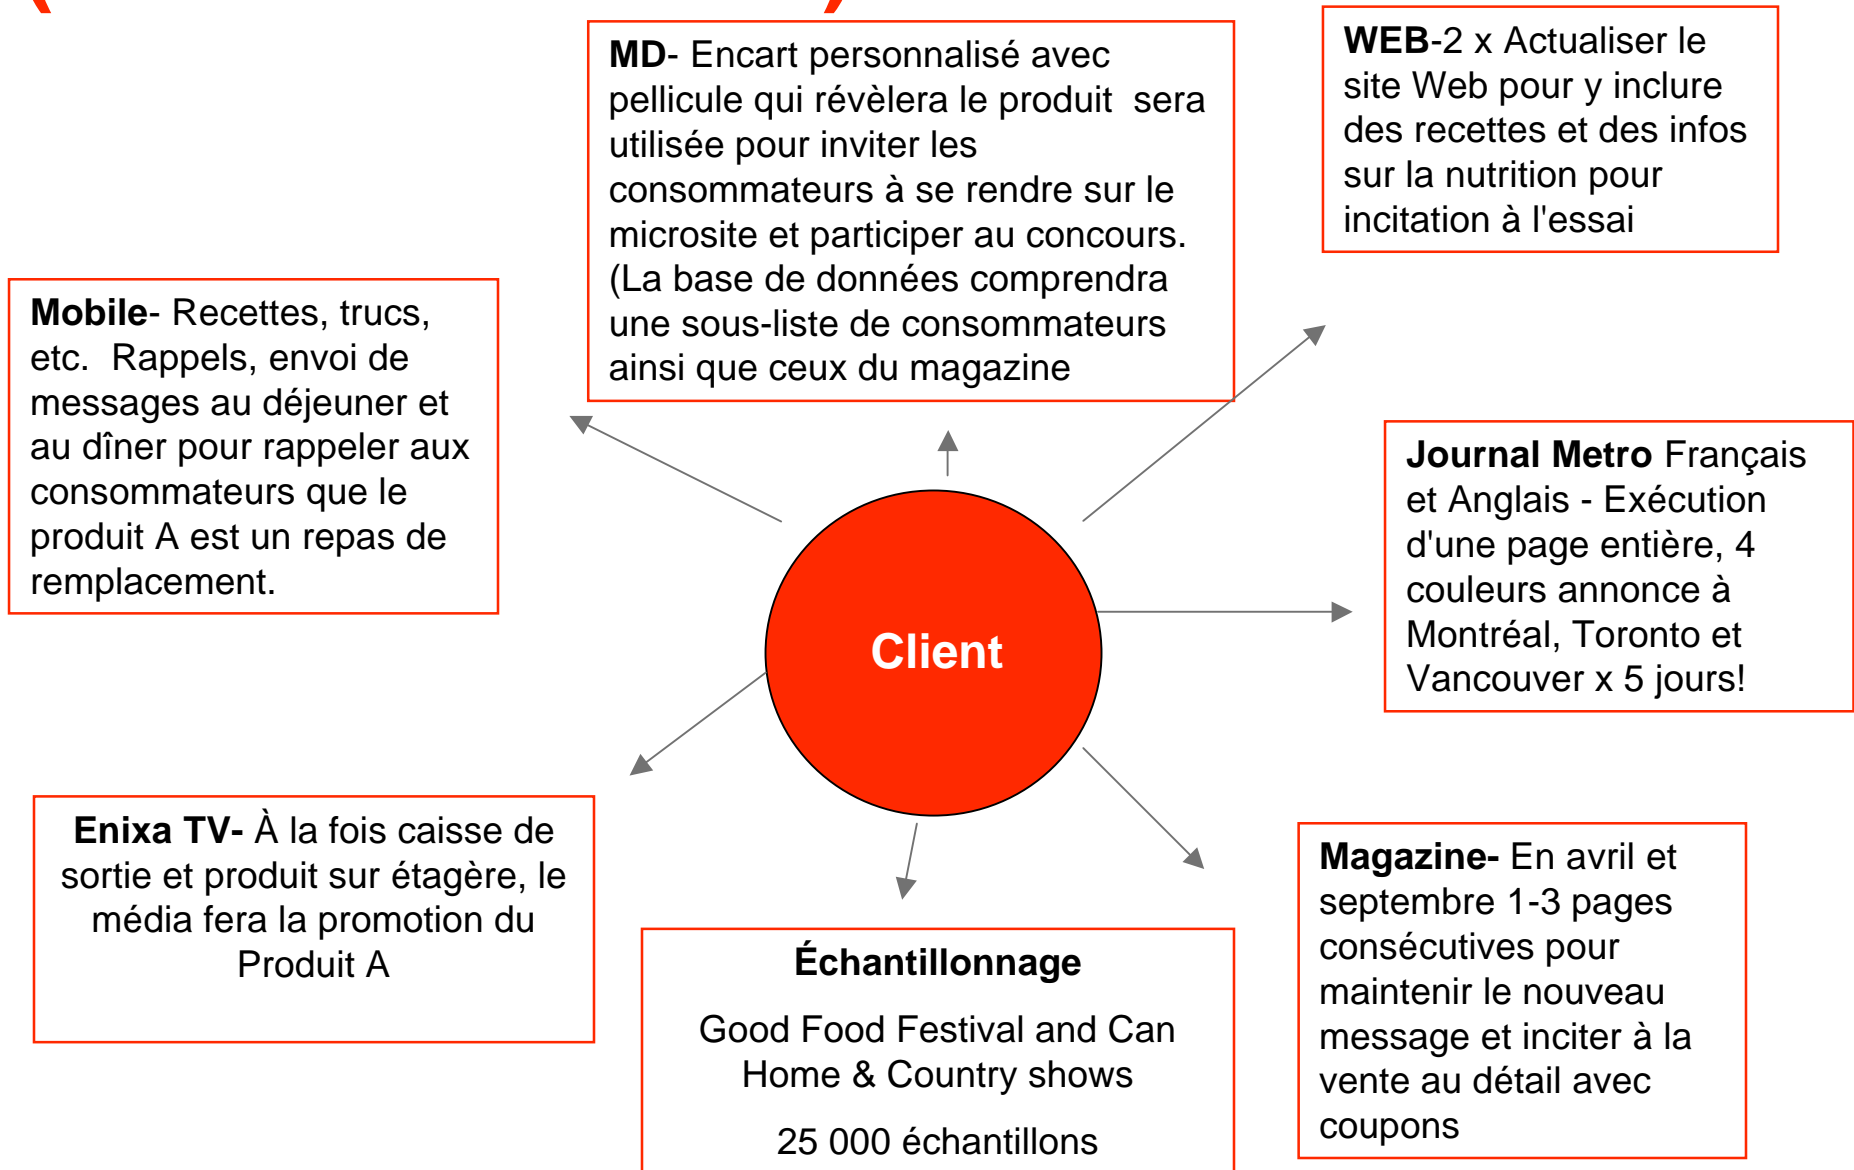 MD- Encart personnalisé avec
pellicule qui révèlera le produit  sera
utilisée pour inviter les
consommateurs à se rendre sur le
microsite et participer au concours.
(La base de données comprendra
une sous-liste de consommateurs
ainsi que ceux du magazine
WEB-2 x Actualiser le
site Web pour y inclure
des recettes et des infos
sur la nutrition pour
incitation à l'essai
Mobile- Recettes, trucs,
etc.  Rappels, envoi de
messages au déjeuner et
au dîner pour rappeler aux
consommateurs que le
produit A est un repas de
remplacement.
Journal Metro Français
et Anglais - Exécution
d'une page entière, 4
couleurs annonce à
Montréal, Toronto et
Vancouver x 5 jours!
Client
Enixa TV- À la fois caisse de
sortie et produit sur étagère, le
média fera la promotion du
Produit A
Échantillonnage
Good Food Festival and Can
Home & Country shows
25 000 échantillons
Magazine- En avril et
septembre 1-3 pages
consécutives pour
maintenir le nouveau
message et inciter à la
vente au détail avec
coupons